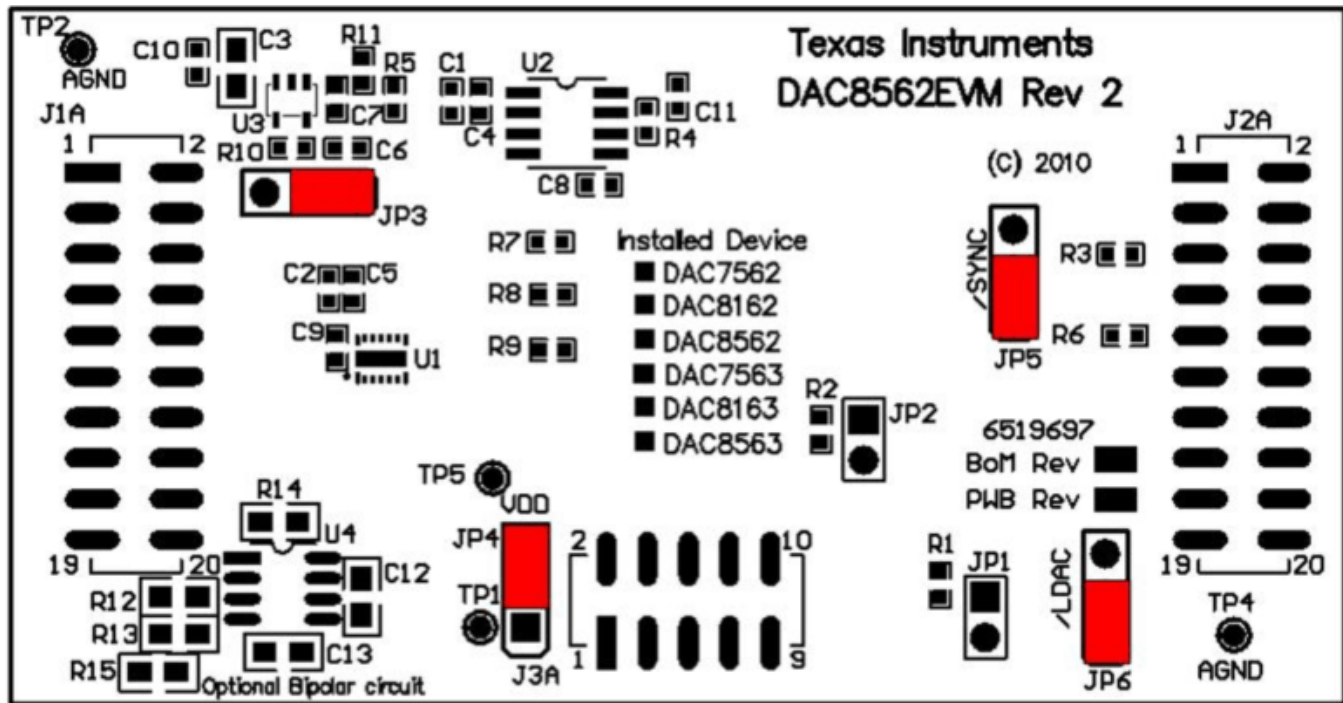 TP2
AGND
C10
C3
R11
R5
C1
U2
Texas Instruments
DAC8562EVM Rev 2
J1A
1
2
U3
C7
C4
C11
R4
R10
C6
C8
(C) 2010
J2A
1
2
JP3
R7
Installed Device
DAC7562
DAC8162
DAC8562
DAC7563
DAC8163
DAC8563
C2
C5
R8
C9
U1
R9
/SYNC
JP5
R3
R6
R2
JP2
6519697
BoM Rev
PWB Rev
TP5
VDD
JP4
TP1
2
10
1
9
J3A
R14
U4
19
20
C12
R12
R13
R15
C13
Optional Bipolar circuit
R1
JP1
/LDAC
JP6
19
20
TP4
AGND